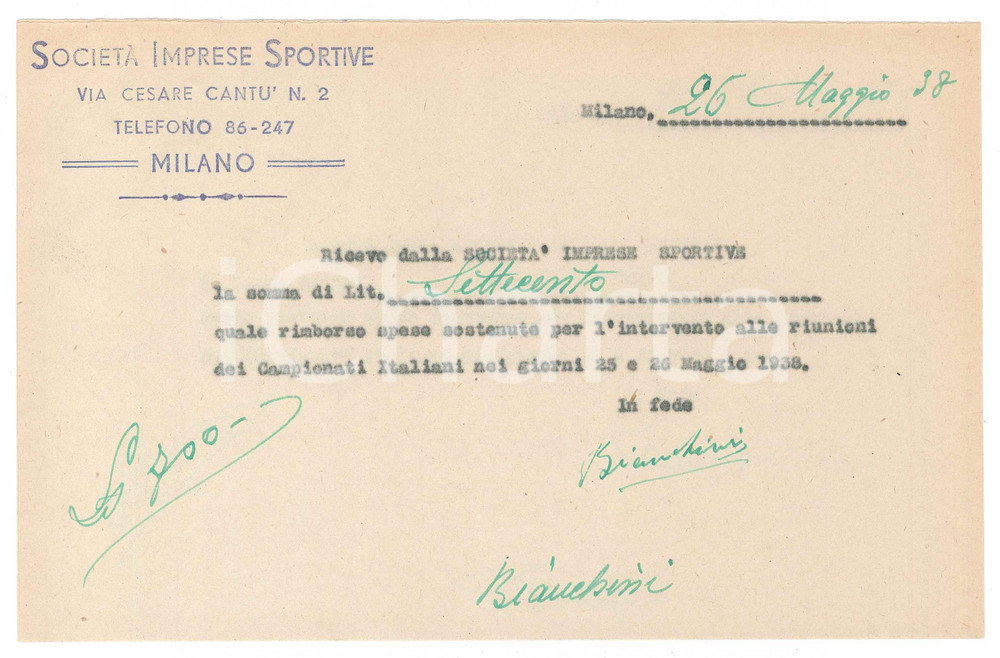 SOCIETÀ IMPRESE SPORTIVE
VIA CESARE CANTU' N. 2
TELEFONO 86-247
MILANO
Milano, 26 Maggio 38
Ricevo dalla SOCIETA' IMPRESE SPORTIVE
la somma di Lit. Settecento
quale rimborso spese sostenute per l'intervento alle riunioni
dei Campionati Italiani nei giorni 25 e 26 Maggio 1938.
In fede
Bianchini
L 700-
Bianchini
iCharta